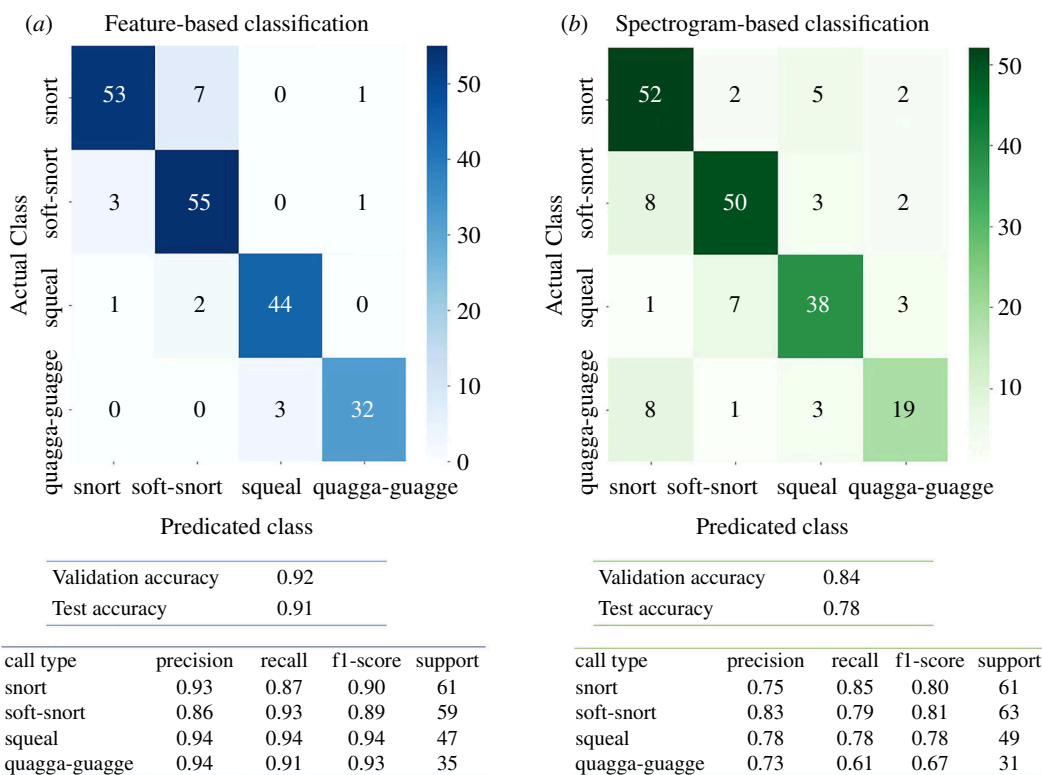 (a) Feature-based classification
53 7 0 1
3 55 0 1
1 2 44 0
0 0 3 32
snort
soft-snort
squeal
quagga-guagge
Actual Class
snort soft-snort squeal quagga-guagge
Predicated class
50
40
30
20
10
0
Validation accuracy 0.92
Test accuracy 0.91
call type precision recall f1-score support
snort 0.93 0.87 0.90 61
soft-snort 0.86 0.93 0.89 59
squeal 0.94 0.94 0.94 47
quagga-guagge 0.94 0.91 0.93 35
(b) Spectrogram-based classification
52 2 5 2
8 50 3 2
1 7 38 3
8 1 3 19
snort
soft-snort
squeal
quagga-guagge
Actual Class
snort soft-snort squeal quagga-guagge
Predicated class
50
40
30
20
10
Validation accuracy 0.84
Test accuracy 0.78
call type precision recall f1-score support
snort 0.75 0.85 0.80 61
soft-snort 0.83 0.79 0.81 63
squeal 0.78 0.78 0.78 49
quagga-guagge 0.73 0.61 0.67 31